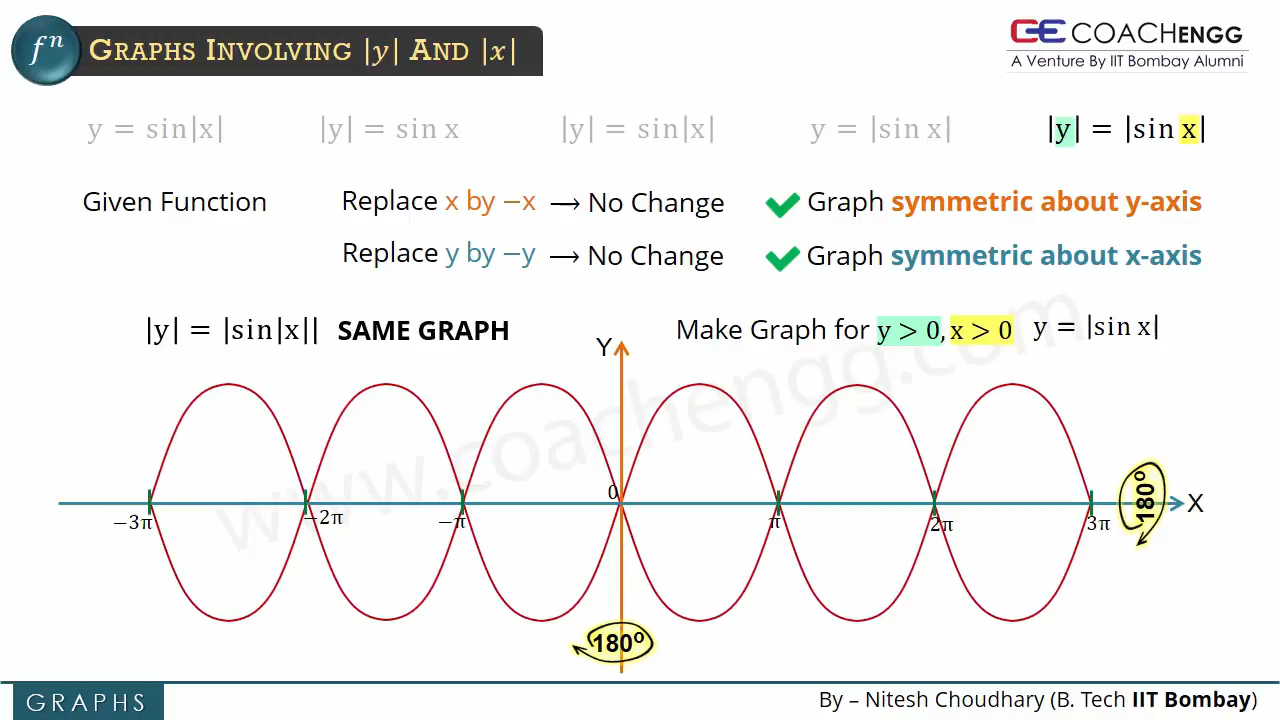 fⁿ GRAPHS INVOLVING |y| AND |x|
CE COACHENGG
A Venture By IIT Bombay Alumni
y = sin|x| |y| = sin x |y| = sin|x| y = |sin x| |y| = |sin x|
Given Function Replace x by −x → No Change Graph symmetric about y-axis
Replace y by −y → No Change Graph symmetric about x-axis
|y| = |sin|x|| SAME GRAPH Make Graph for y > 0, x > 0 y = |sin x|
Y
www.coachengg.com
0
−3π −2π −π π 2π 3π
180⁰ X
180⁰
GRAPHS By – Nitesh Choudhary (B. Tech IIT Bombay)